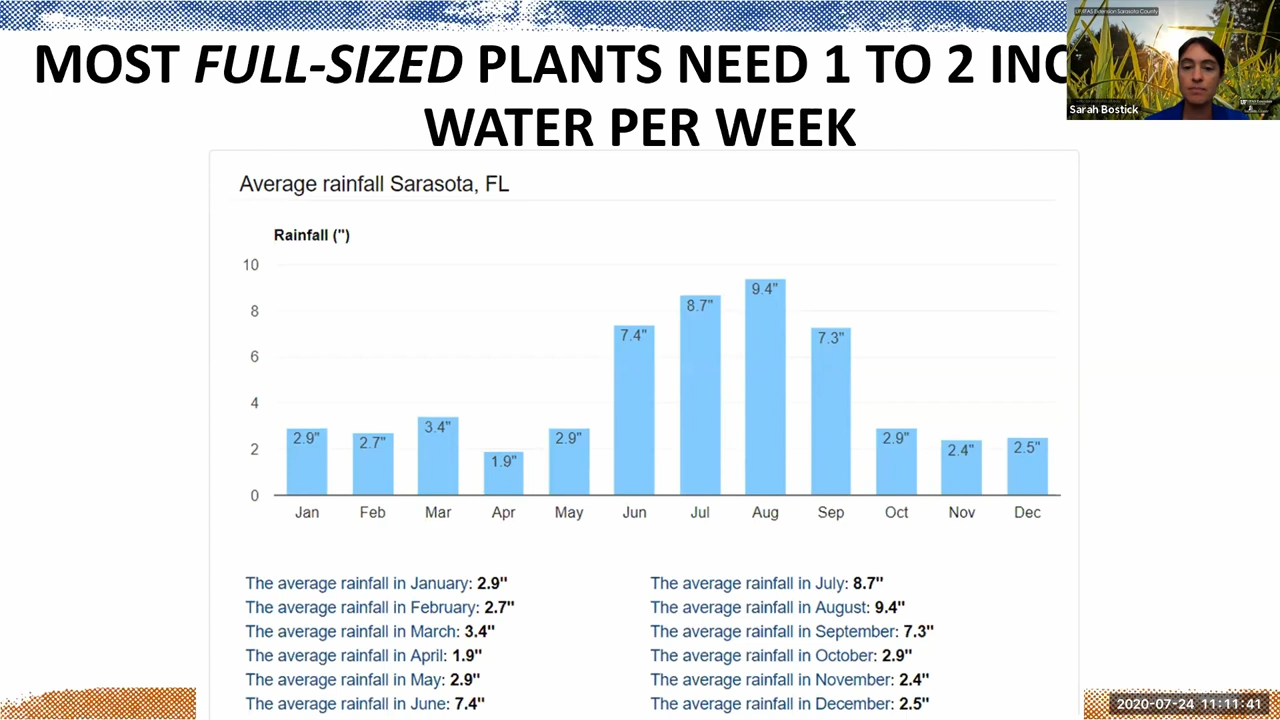 MOST FULL-SIZED PLANTS NEED 1 TO 2 INC
WATER PER WEEK
UF/IFAS Extension Sarasota County
Sarah Bostick
Average rainfall Sarasota, FL
Rainfall (")
10
8
6
4
2
0
2.9"
2.7"
3.4"
1.9"
2.9"
7.4"
8.7"
9.4"
7.3"
2.9"
2.4"
2.5"
Jan Feb Mar Apr May Jun Jul Aug Sep Oct Nov Dec
The average rainfall in January: 2.9"
The average rainfall in February: 2.7"
The average rainfall in March: 3.4"
The average rainfall in April: 1.9"
The average rainfall in May: 2.9"
The average rainfall in June: 7.4"
The average rainfall in July: 8.7"
The average rainfall in August: 9.4"
The average rainfall in September: 7.3"
The average rainfall in October: 2.9"
The average rainfall in November: 2.4"
The average rainfall in December: 2.5"
2020-07-24 11:11:41